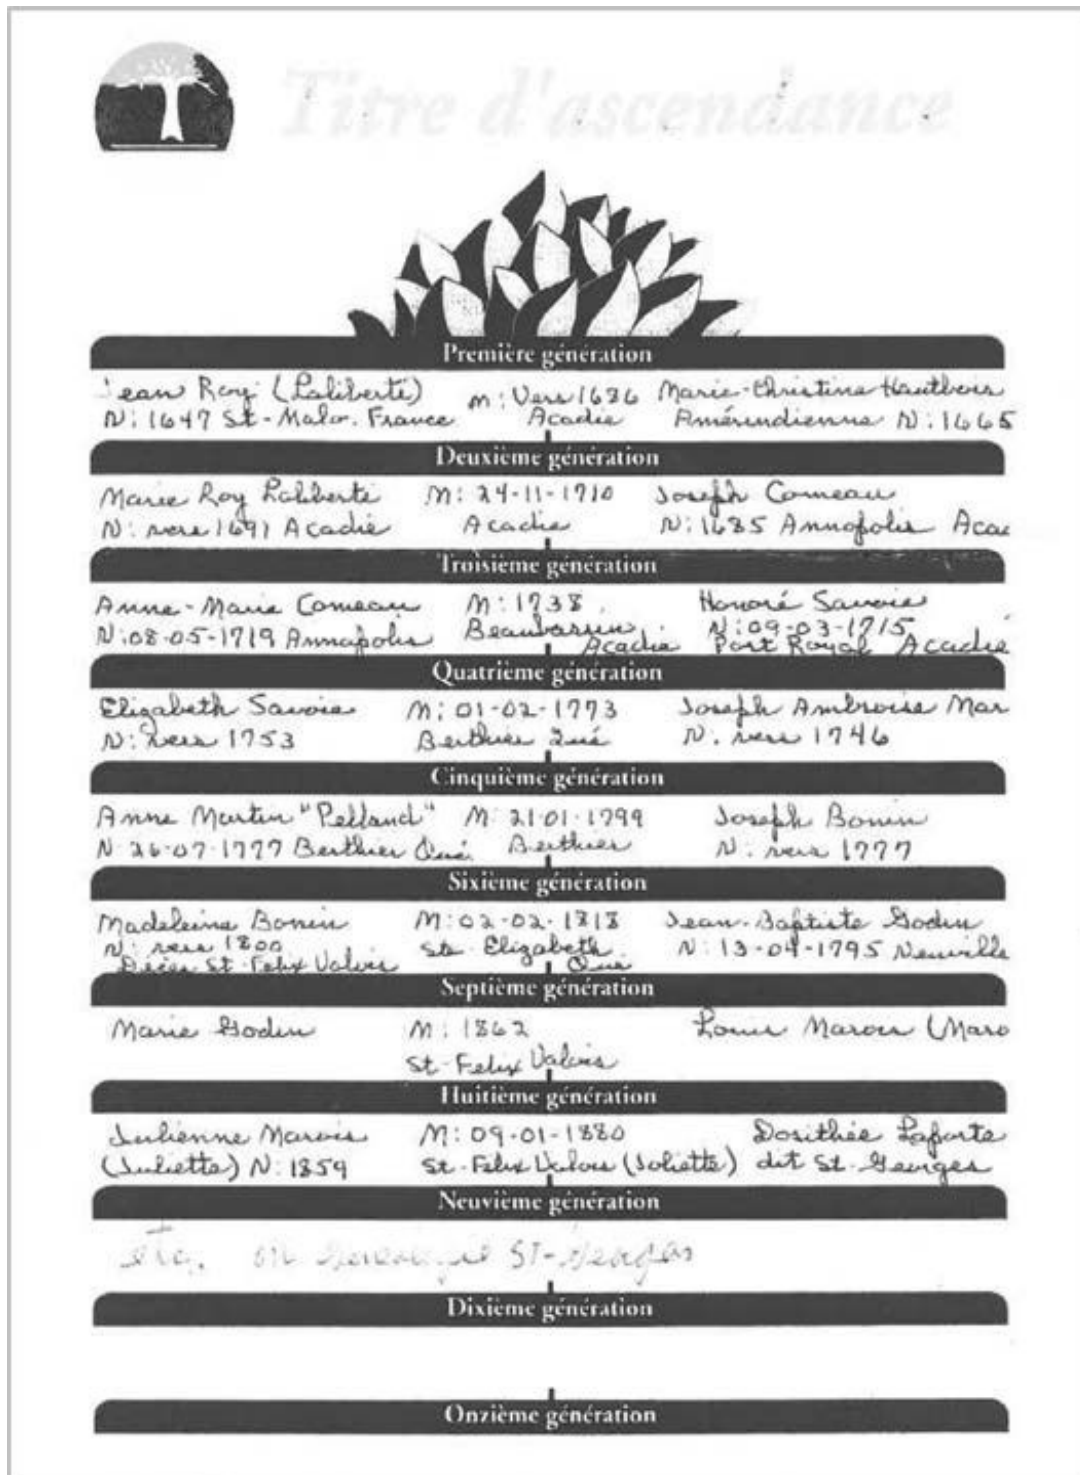 Titre d'ascendance
Première génération
Jean Roy (Laliberté) m: Vers 1686 Marie-Christine Hautbois
N: 1647 St-Malo. France Acadie Amérindienne N: 1665
Deuxième génération
Marie Roy Laliberté M: 24-11-1710 Joseph Comeau
N: vers 1691 Acadie Acadie N: 1685 Annapolis Acad
Troisième génération
Anne-Marie Comeau M: 1738 Honoré Savoie
N: 08-05-1719 Annapolis Beaubassin N: 09-03-1715
Acadie Port Royal Acadie
Quatrième génération
Elizabeth Savoie M: 01-02-1773 Joseph Ambroise Mar
N: vers 1753 Berthier Qué N. vers 1746
Cinquième génération
Anne Martin "Pelland" M: 21-01-1799 Joseph Bonin
N 26-07-1777 Berthier Qué. Berthier N: vers 1777
Sixième génération
Madeleine Bonin M: 02-02-1818 Jean-Baptiste Godin
N: vers 1800 Ste Elizabeth N: 13-04-1795 Neuville
Décès St-Felix Valois Qué
Septième génération
Marie Godin M: 1862 Louis Marois (Maro
St-Felix Valois
Huitième génération
Julienne Marois M: 09-01-1880 Dosithée Laforte
(Juliette) N: 1859 St-Felix Valois (Joliette) dit St. Georges
Neuvième génération
etc. St-Georges
Dixième génération
Onzième génération